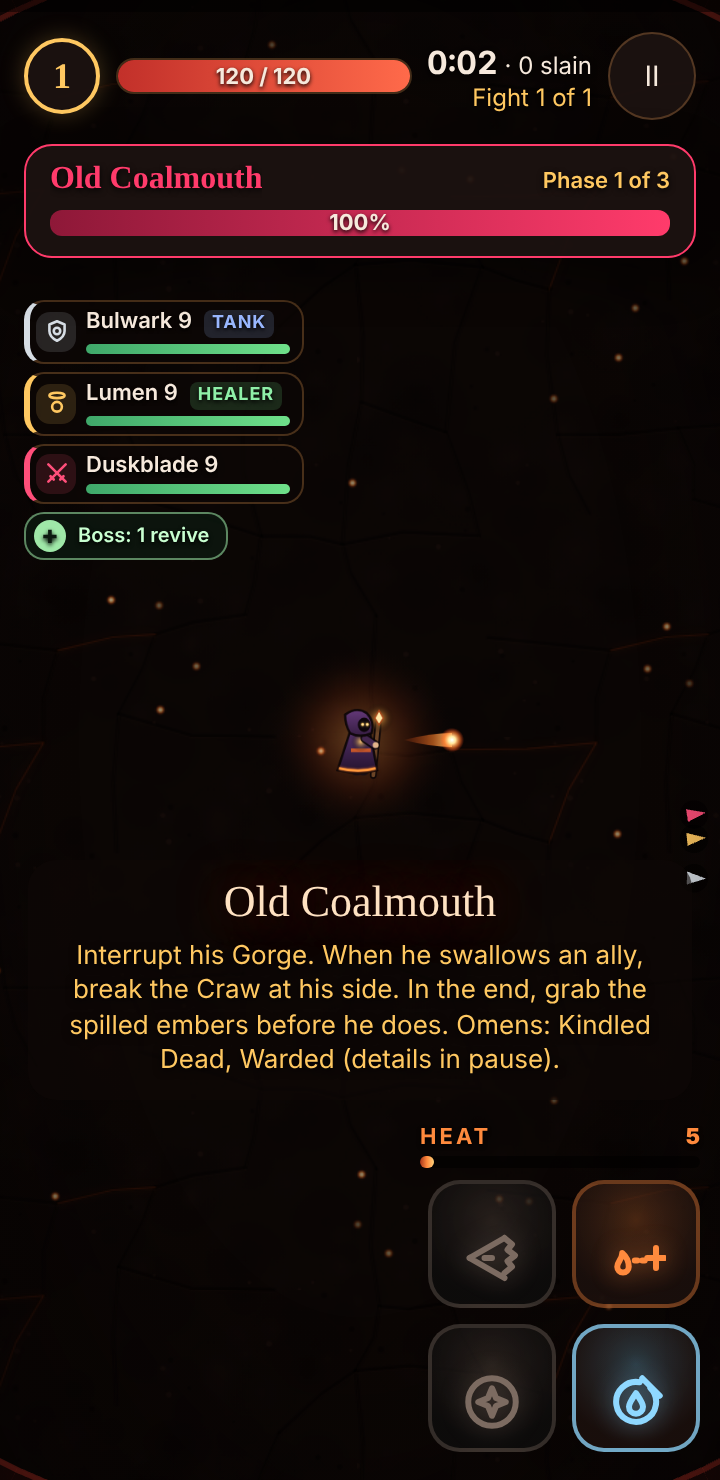 1
120 / 120
0:02 · 0 slain
Fight 1 of 1
Old Coalmouth
Phase 1 of 3
100%
Bulwark 9 TANK
Lumen 9 HEALER
Duskblade 9
Boss: 1 revive
Old Coalmouth
Interrupt his Gorge. When he swallows an ally,
break the Craw at his side. In the end, grab the
spilled embers before he does. Omens: Kindled
Dead, Warded (details in pause).
HEAT 5